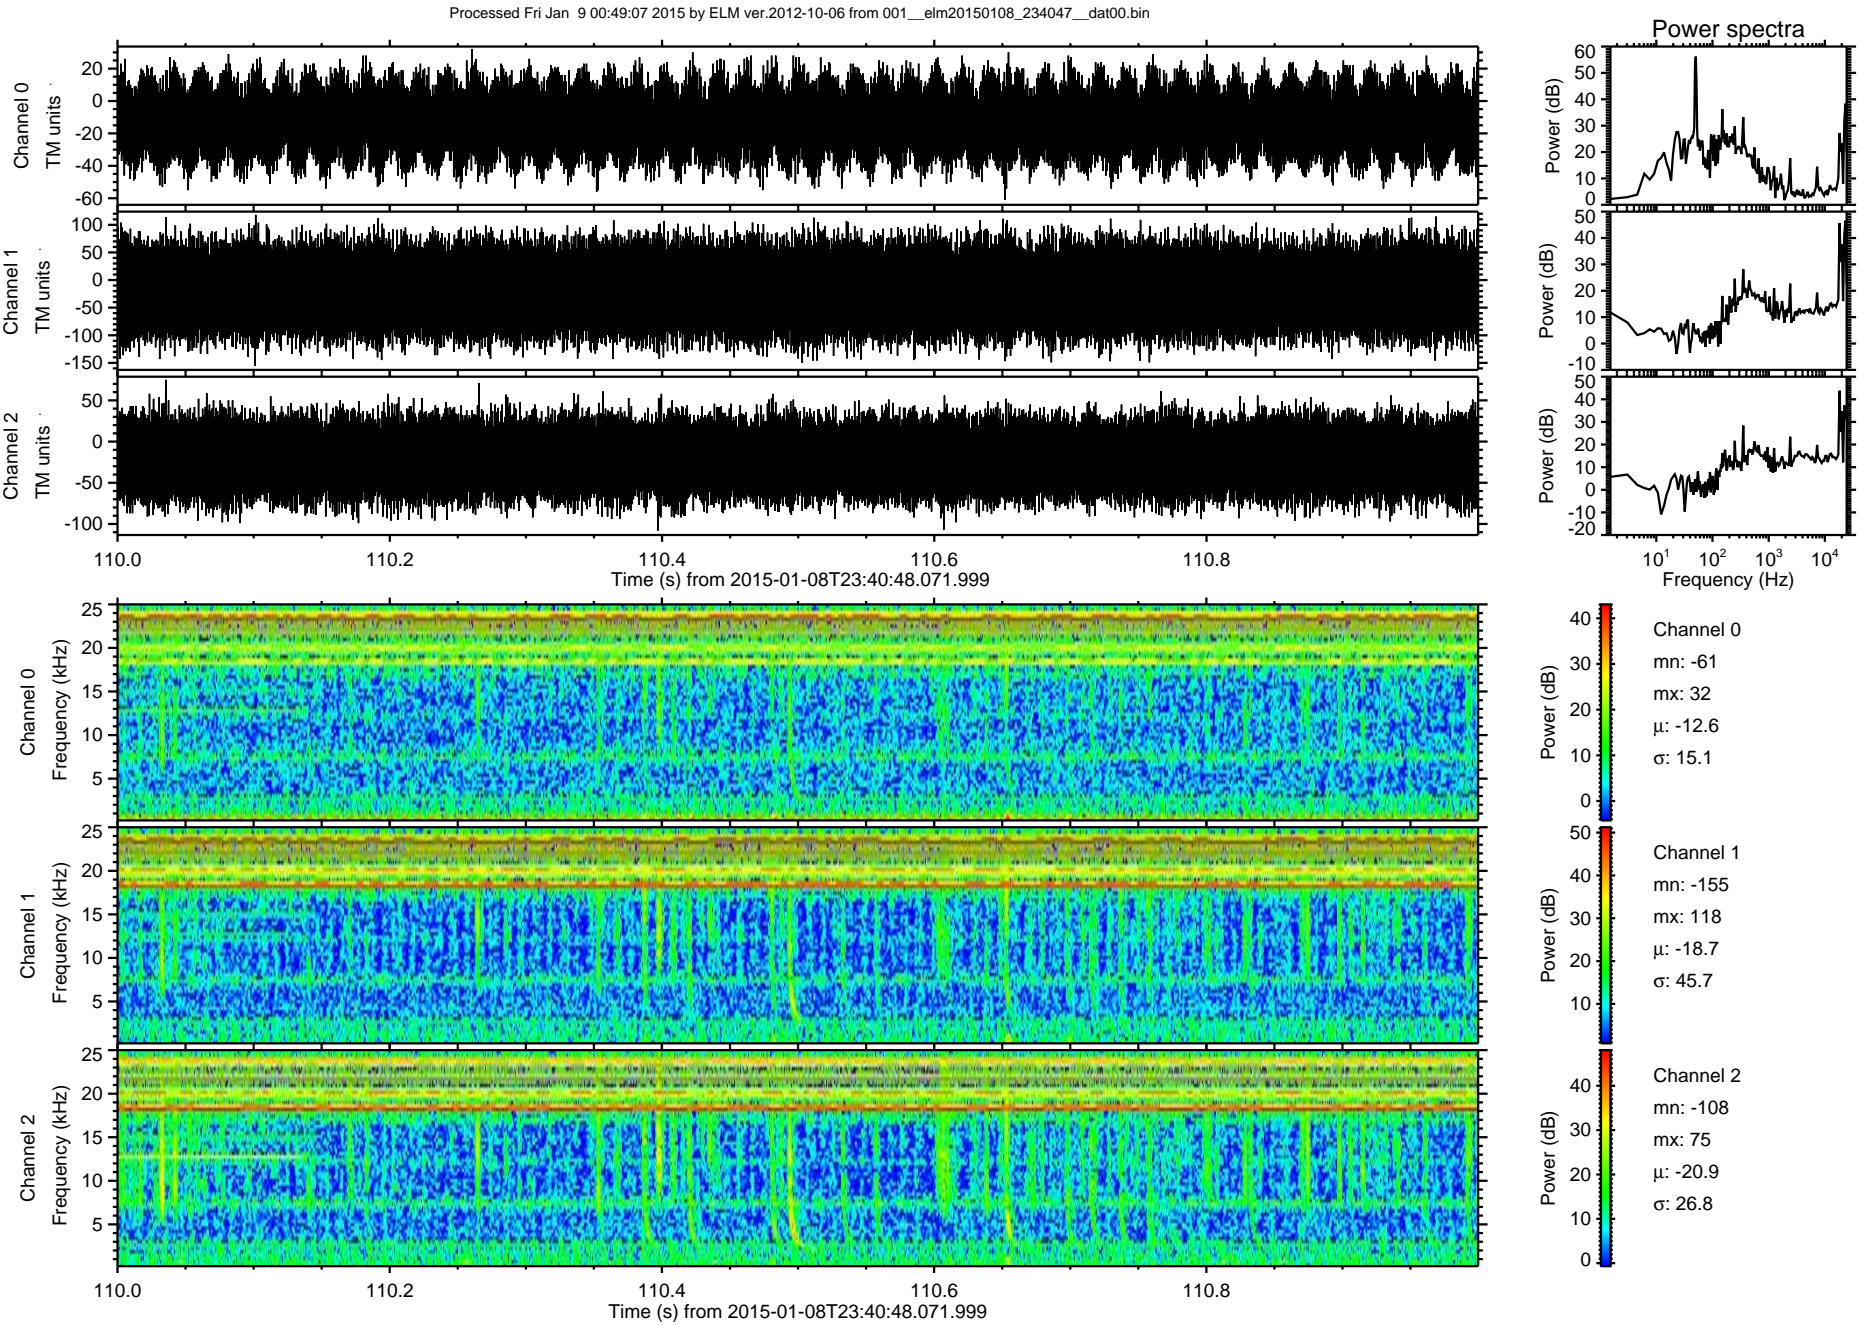 Processed Fri Jan  9 00:49:07 2015 by ELM ver.2012-10-06 from 001__elm20150108_234047__dat00.bin
Power spectra
Channel 0
TM units
20
0
-20
-40
-60
Power (dB)
60
50
40
30
20
10
0
Channel 1
TM units
100
50
0
-50
-100
-150
Power (dB)
50
40
30
20
10
0
-10
Channel 2
TM units
50
0
-50
-100
Power (dB)
50
40
30
20
10
0
-10
-20
110.0 110.2 110.4 110.6 110.8
Time (s) from 2015-01-08T23:40:48.071.999
10^1 10^2 10^3 10^4
Frequency (Hz)
Channel 0
Frequency (kHz)
25
20
15
10
5
Power (dB)
40
30
20
10
0
Channel 0
mn: -61
mx: 32
μ: -12.6
σ: 15.1
Channel 1
Frequency (kHz)
25
20
15
10
5
Power (dB)
50
40
30
20
10
Channel 1
mn: -155
mx: 118
μ: -18.7
σ: 45.7
Channel 2
Frequency (kHz)
25
20
15
10
5
Power (dB)
40
30
20
10
0
Channel 2
mn: -108
mx: 75
μ: -20.9
σ: 26.8
110.0 110.2 110.4 110.6 110.8
Time (s) from 2015-01-08T23:40:48.071.999